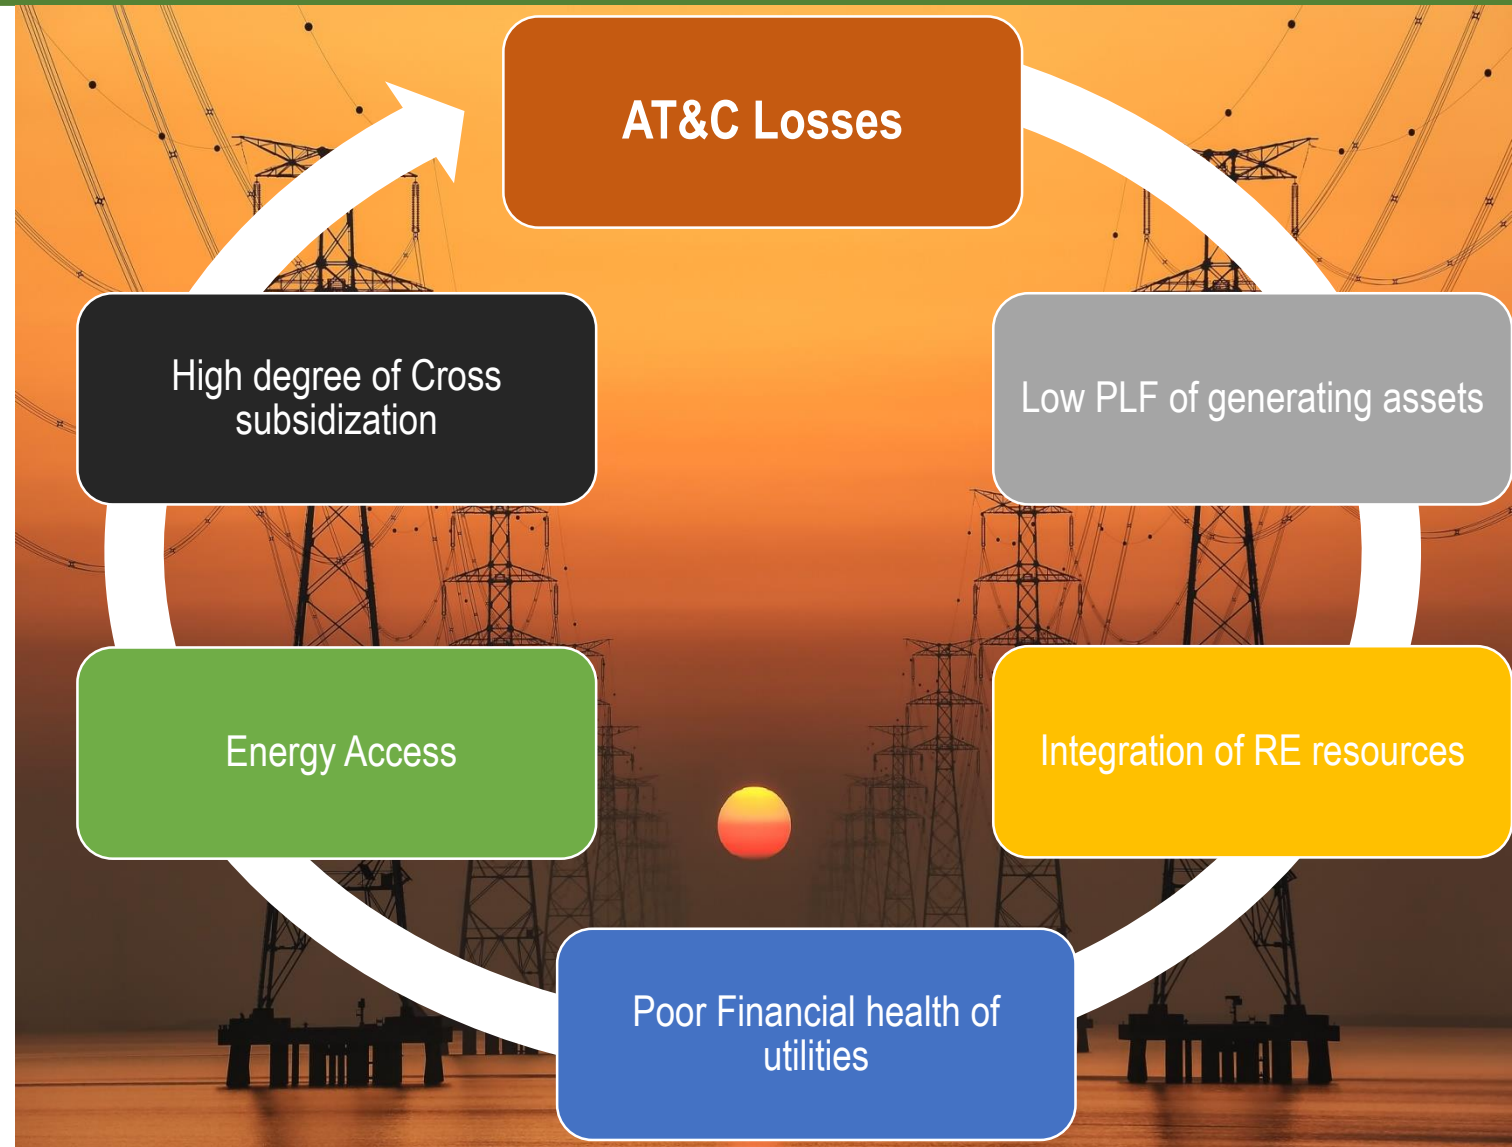 AT&C Losses
Low PLF of generating assets
Integration of RE resources
Poor Financial health of
utilities
Energy Access
High degree of Cross
subsidization